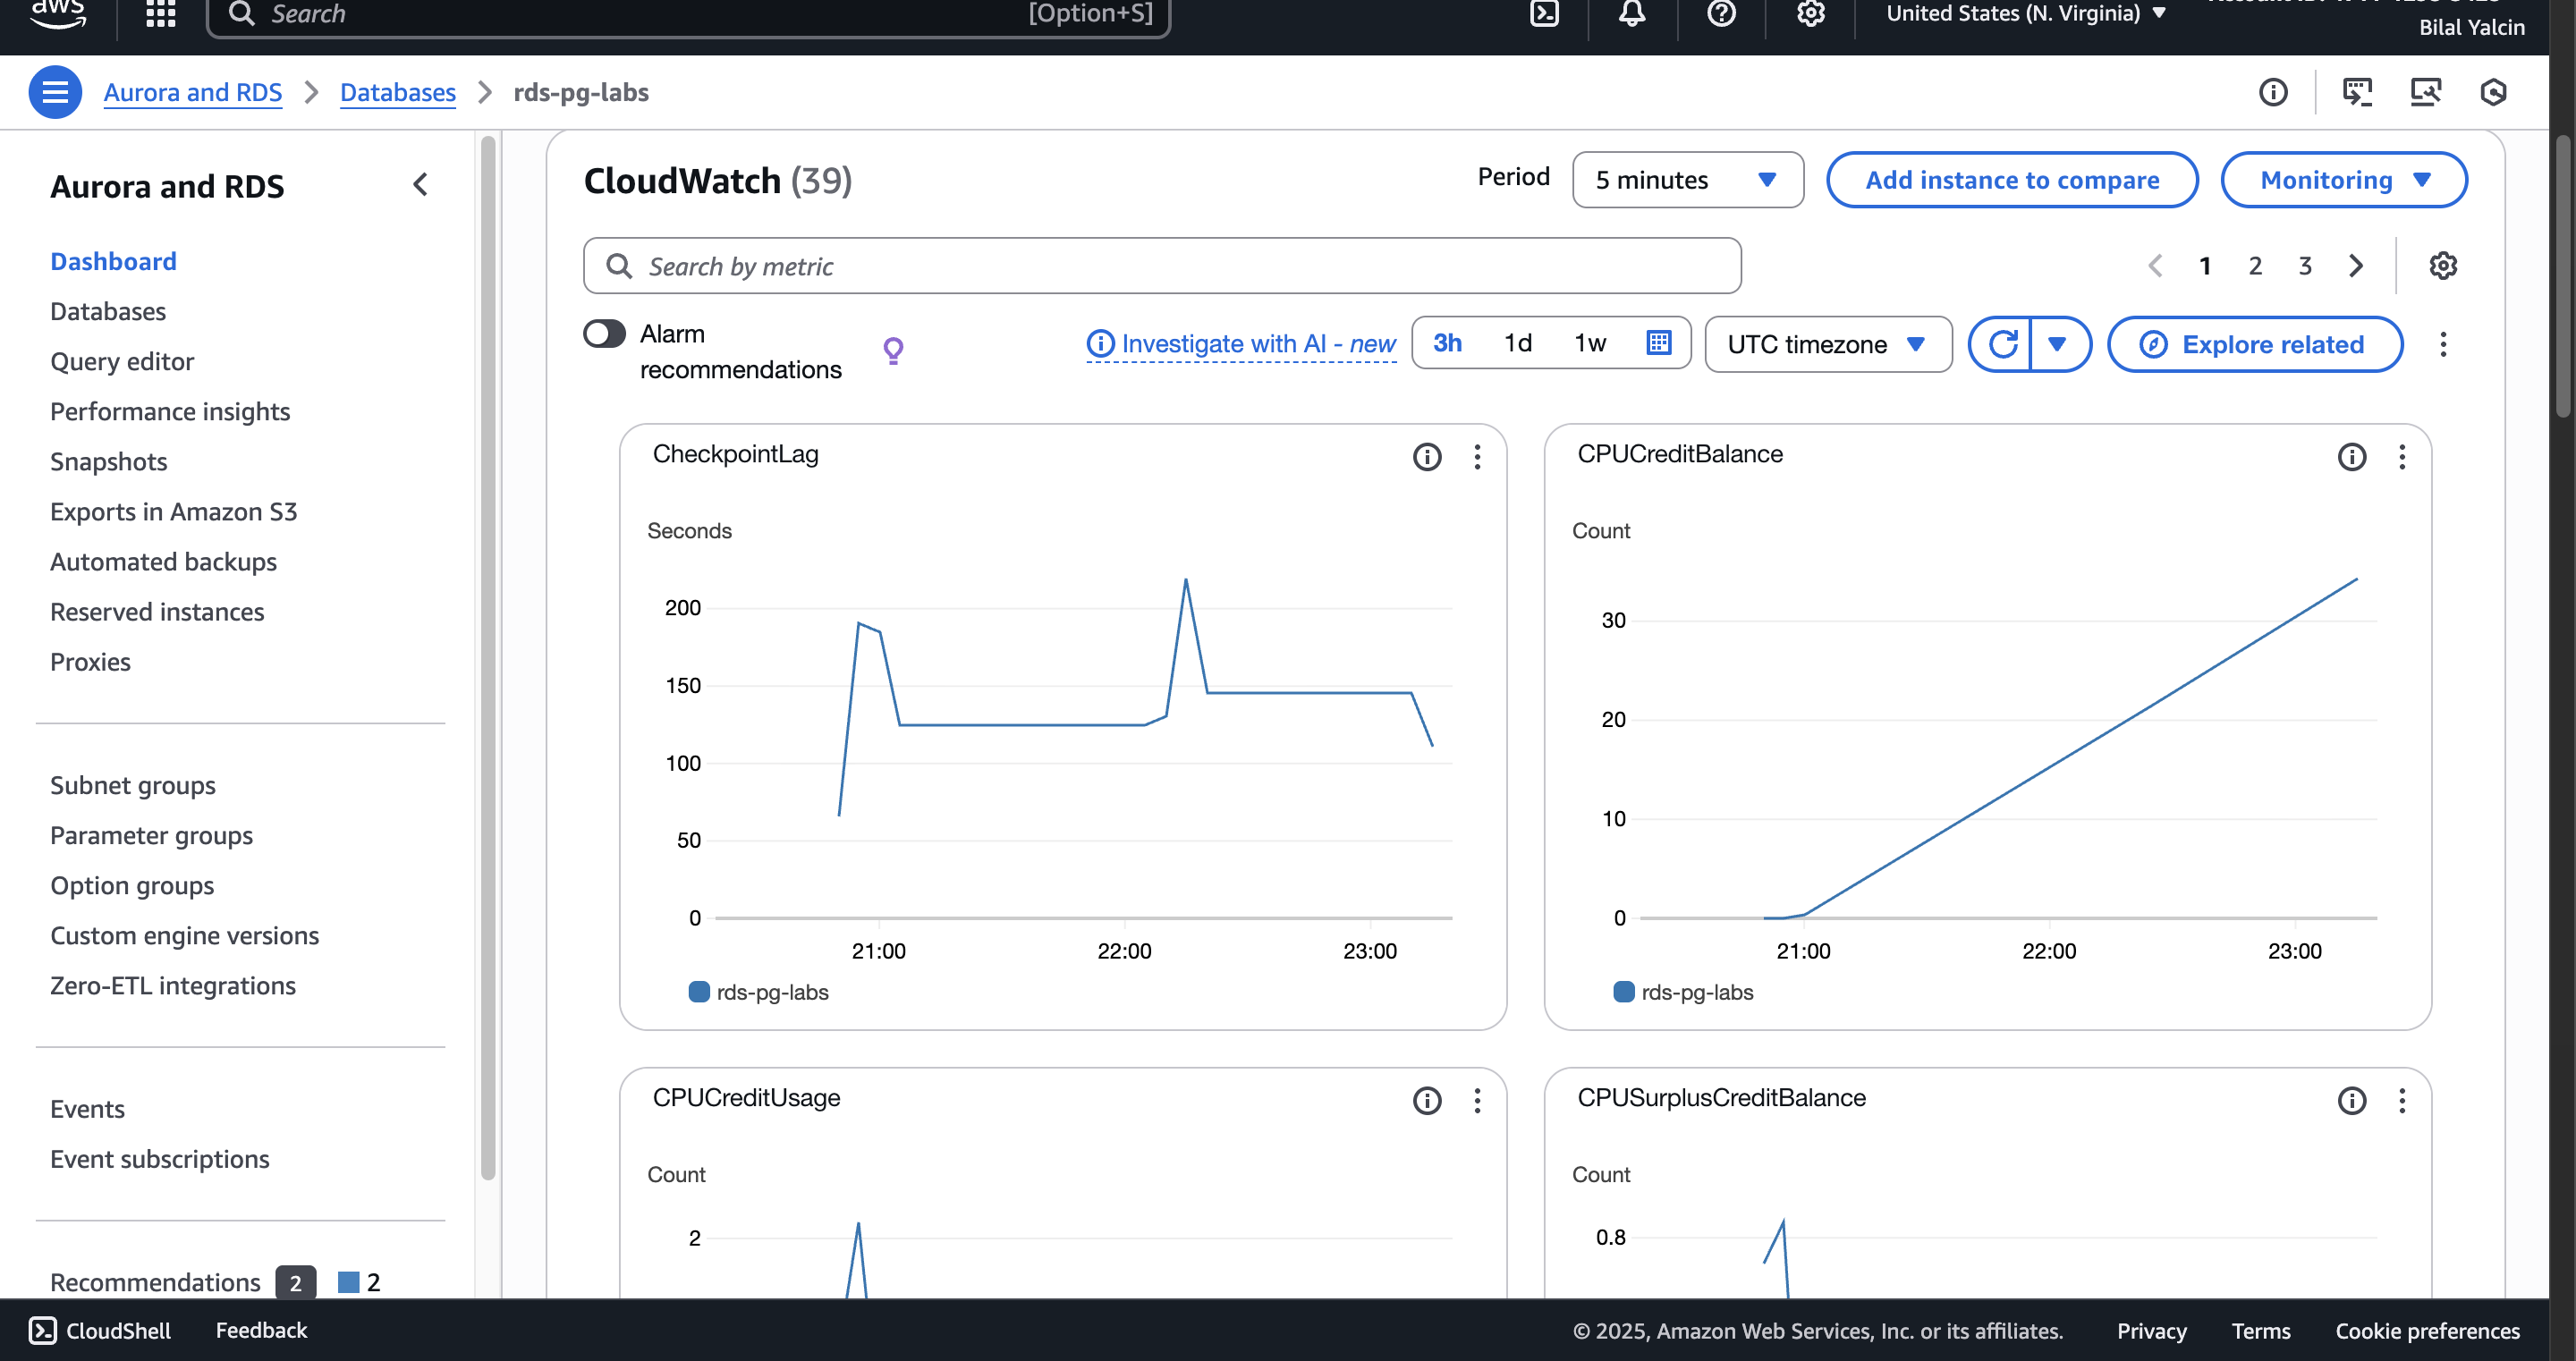 aws
Search
[Option+S]
United States (N. Virginia)
Bilal Yalcin
Aurora and RDS
Databases
rds-pg-labs
Aurora and RDS
Dashboard
Databases
Query editor
Performance insights
Snapshots
Exports in Amazon S3
Automated backups
Reserved instances
Proxies
Subnet groups
Parameter groups
Option groups
Custom engine versions
Zero-ETL integrations
Events
Event subscriptions
Recommendations 2 2
CloudWatch (39)
Period
5 minutes
Add instance to compare
Monitoring
Search by metric
1 2 3
Alarm
recommendations
Investigate with AI - new
3h 1d 1w
UTC timezone
Explore related
CheckpointLag
Seconds
200
150
100
50
0
21:00 22:00 23:00
rds-pg-labs
CPUCreditBalance
Count
30
20
10
0
21:00 22:00 23:00
rds-pg-labs
CPUCreditUsage
Count
2
CPUSurplusCreditBalance
Count
0.8
CloudShell
Feedback
© 2025, Amazon Web Services, Inc. or its affiliates.
Privacy
Terms
Cookie preferences